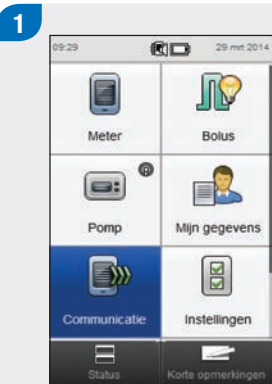 1
09:29 29 mrt 2014
Meter Bolus
Pomp Mijn gegevens
Communicatie Instellingen
Status Korte opmerkingen